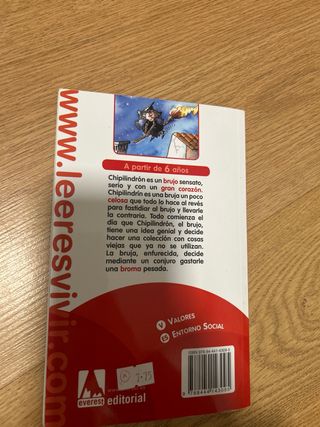 www.leeresvivir.com
A partir de 6 años
Chipilindrón es un brujo sensato,
serio y con un gran corazón.
Chipilindrín es una bruja un poco
celosa que todo lo hace al revés
para fastidiar al brujo y llevarle
la contraria. Todo comienza el
día que Chipilindrón, el brujo,
tiene una idea genial y decide
hacer una colección con cosas
viejas que ya no se utilizan.
La bruja, enfurecida, decide
mediante un conjuro gastarle
una broma pesada.
V VALORES
ES ENTORNO SOCIAL
everest
editorial
7.75